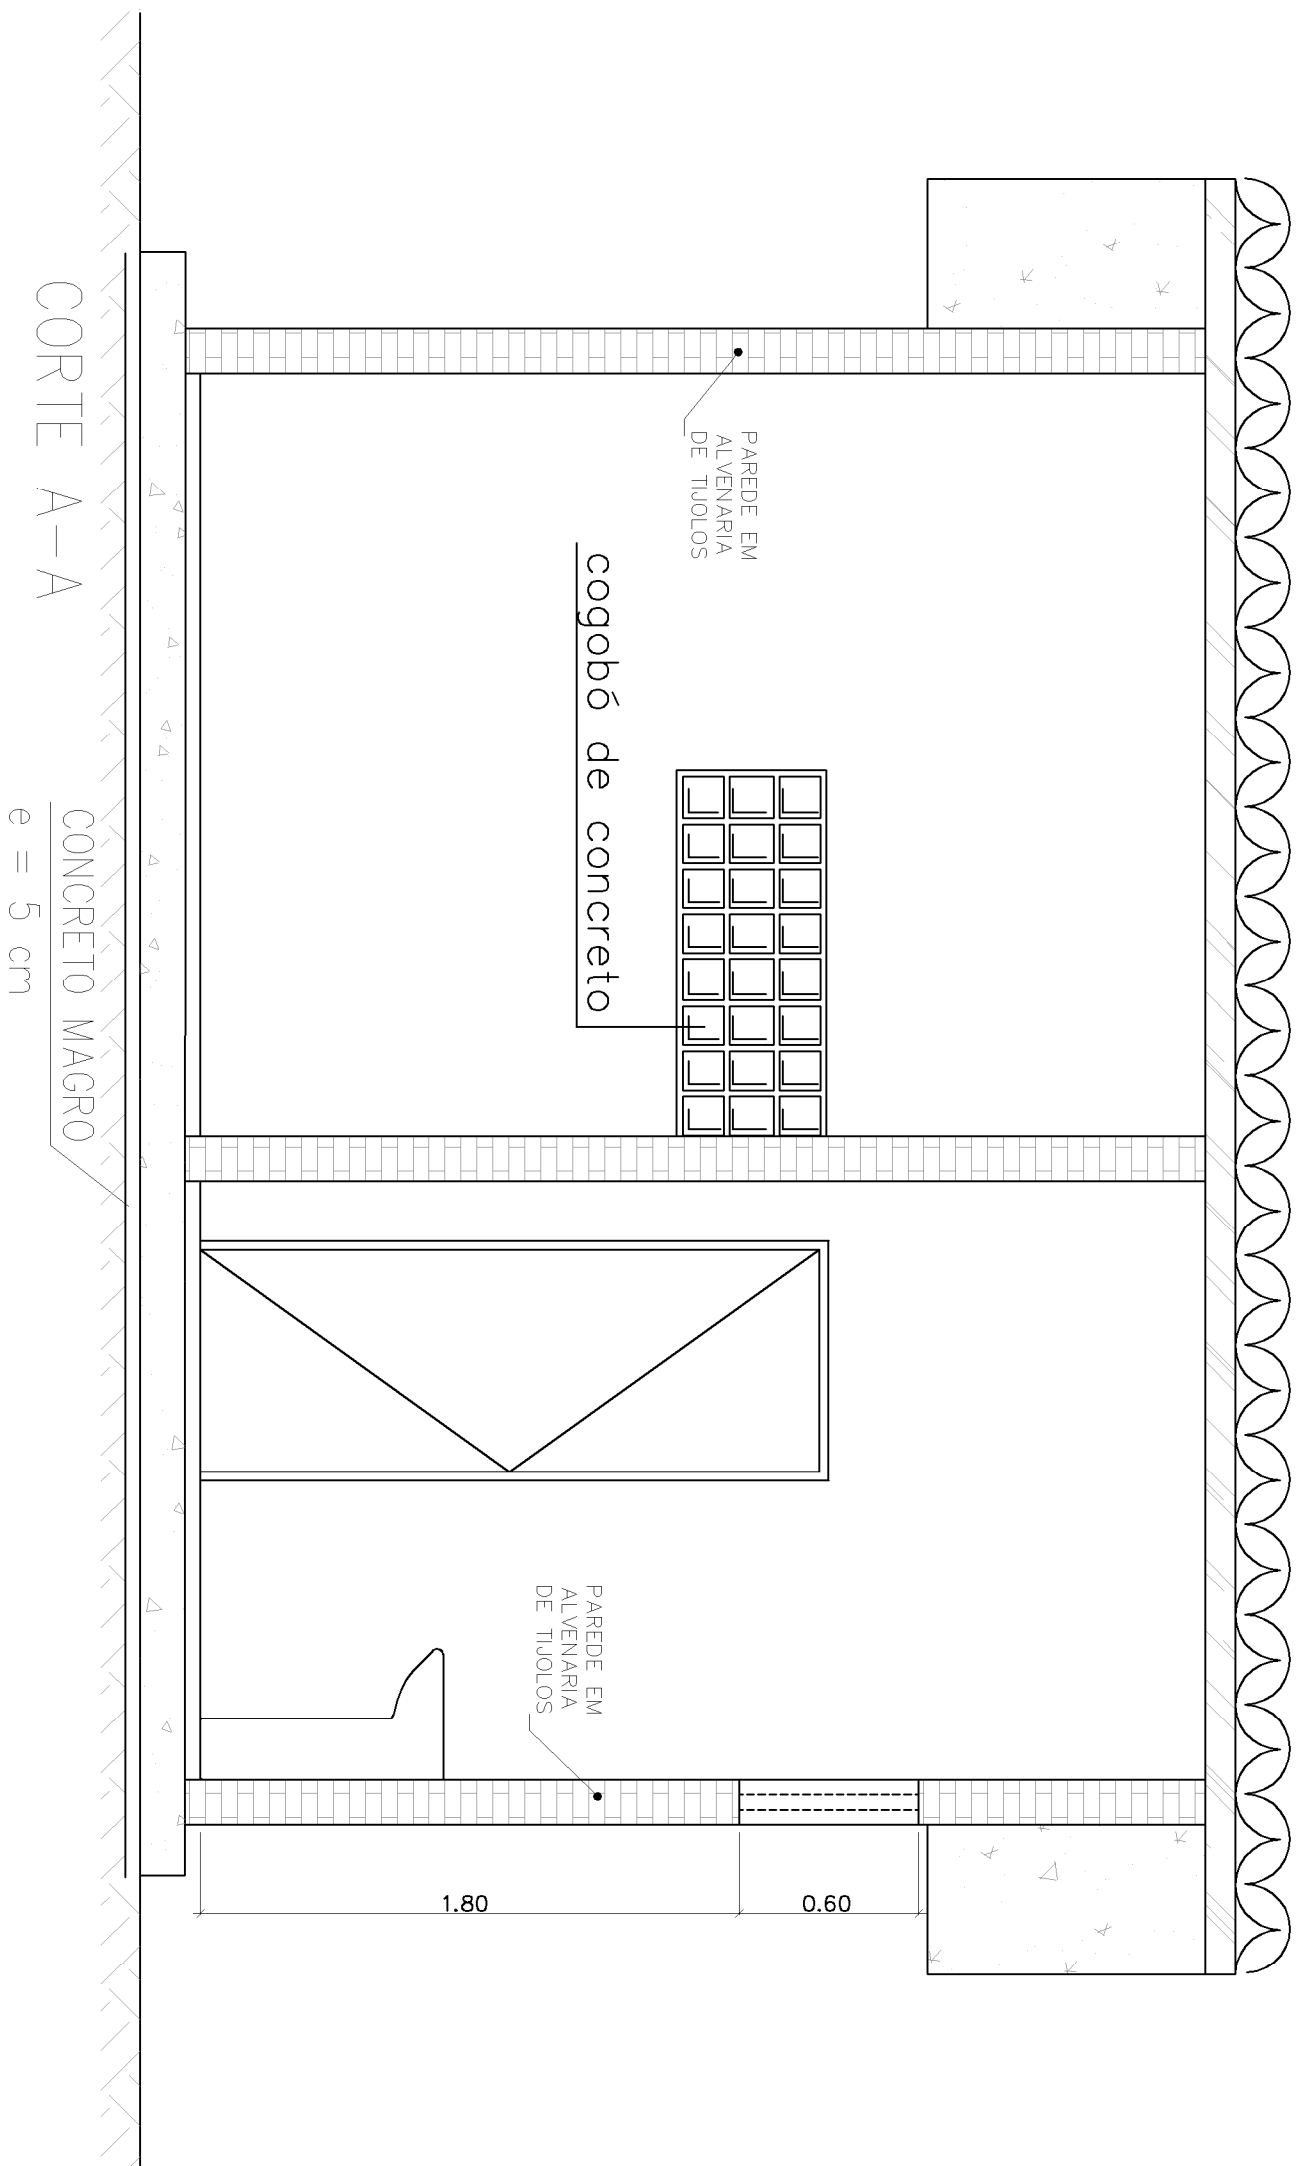 PAREDE EM
ALVENARIA
DE TIJOLOS
cogobó de concreto
PAREDE EM
ALVENARIA
DE TIJOLOS
1.80
0.60
CORTE A-A
CONCRETO MAGRO
e = 5 cm